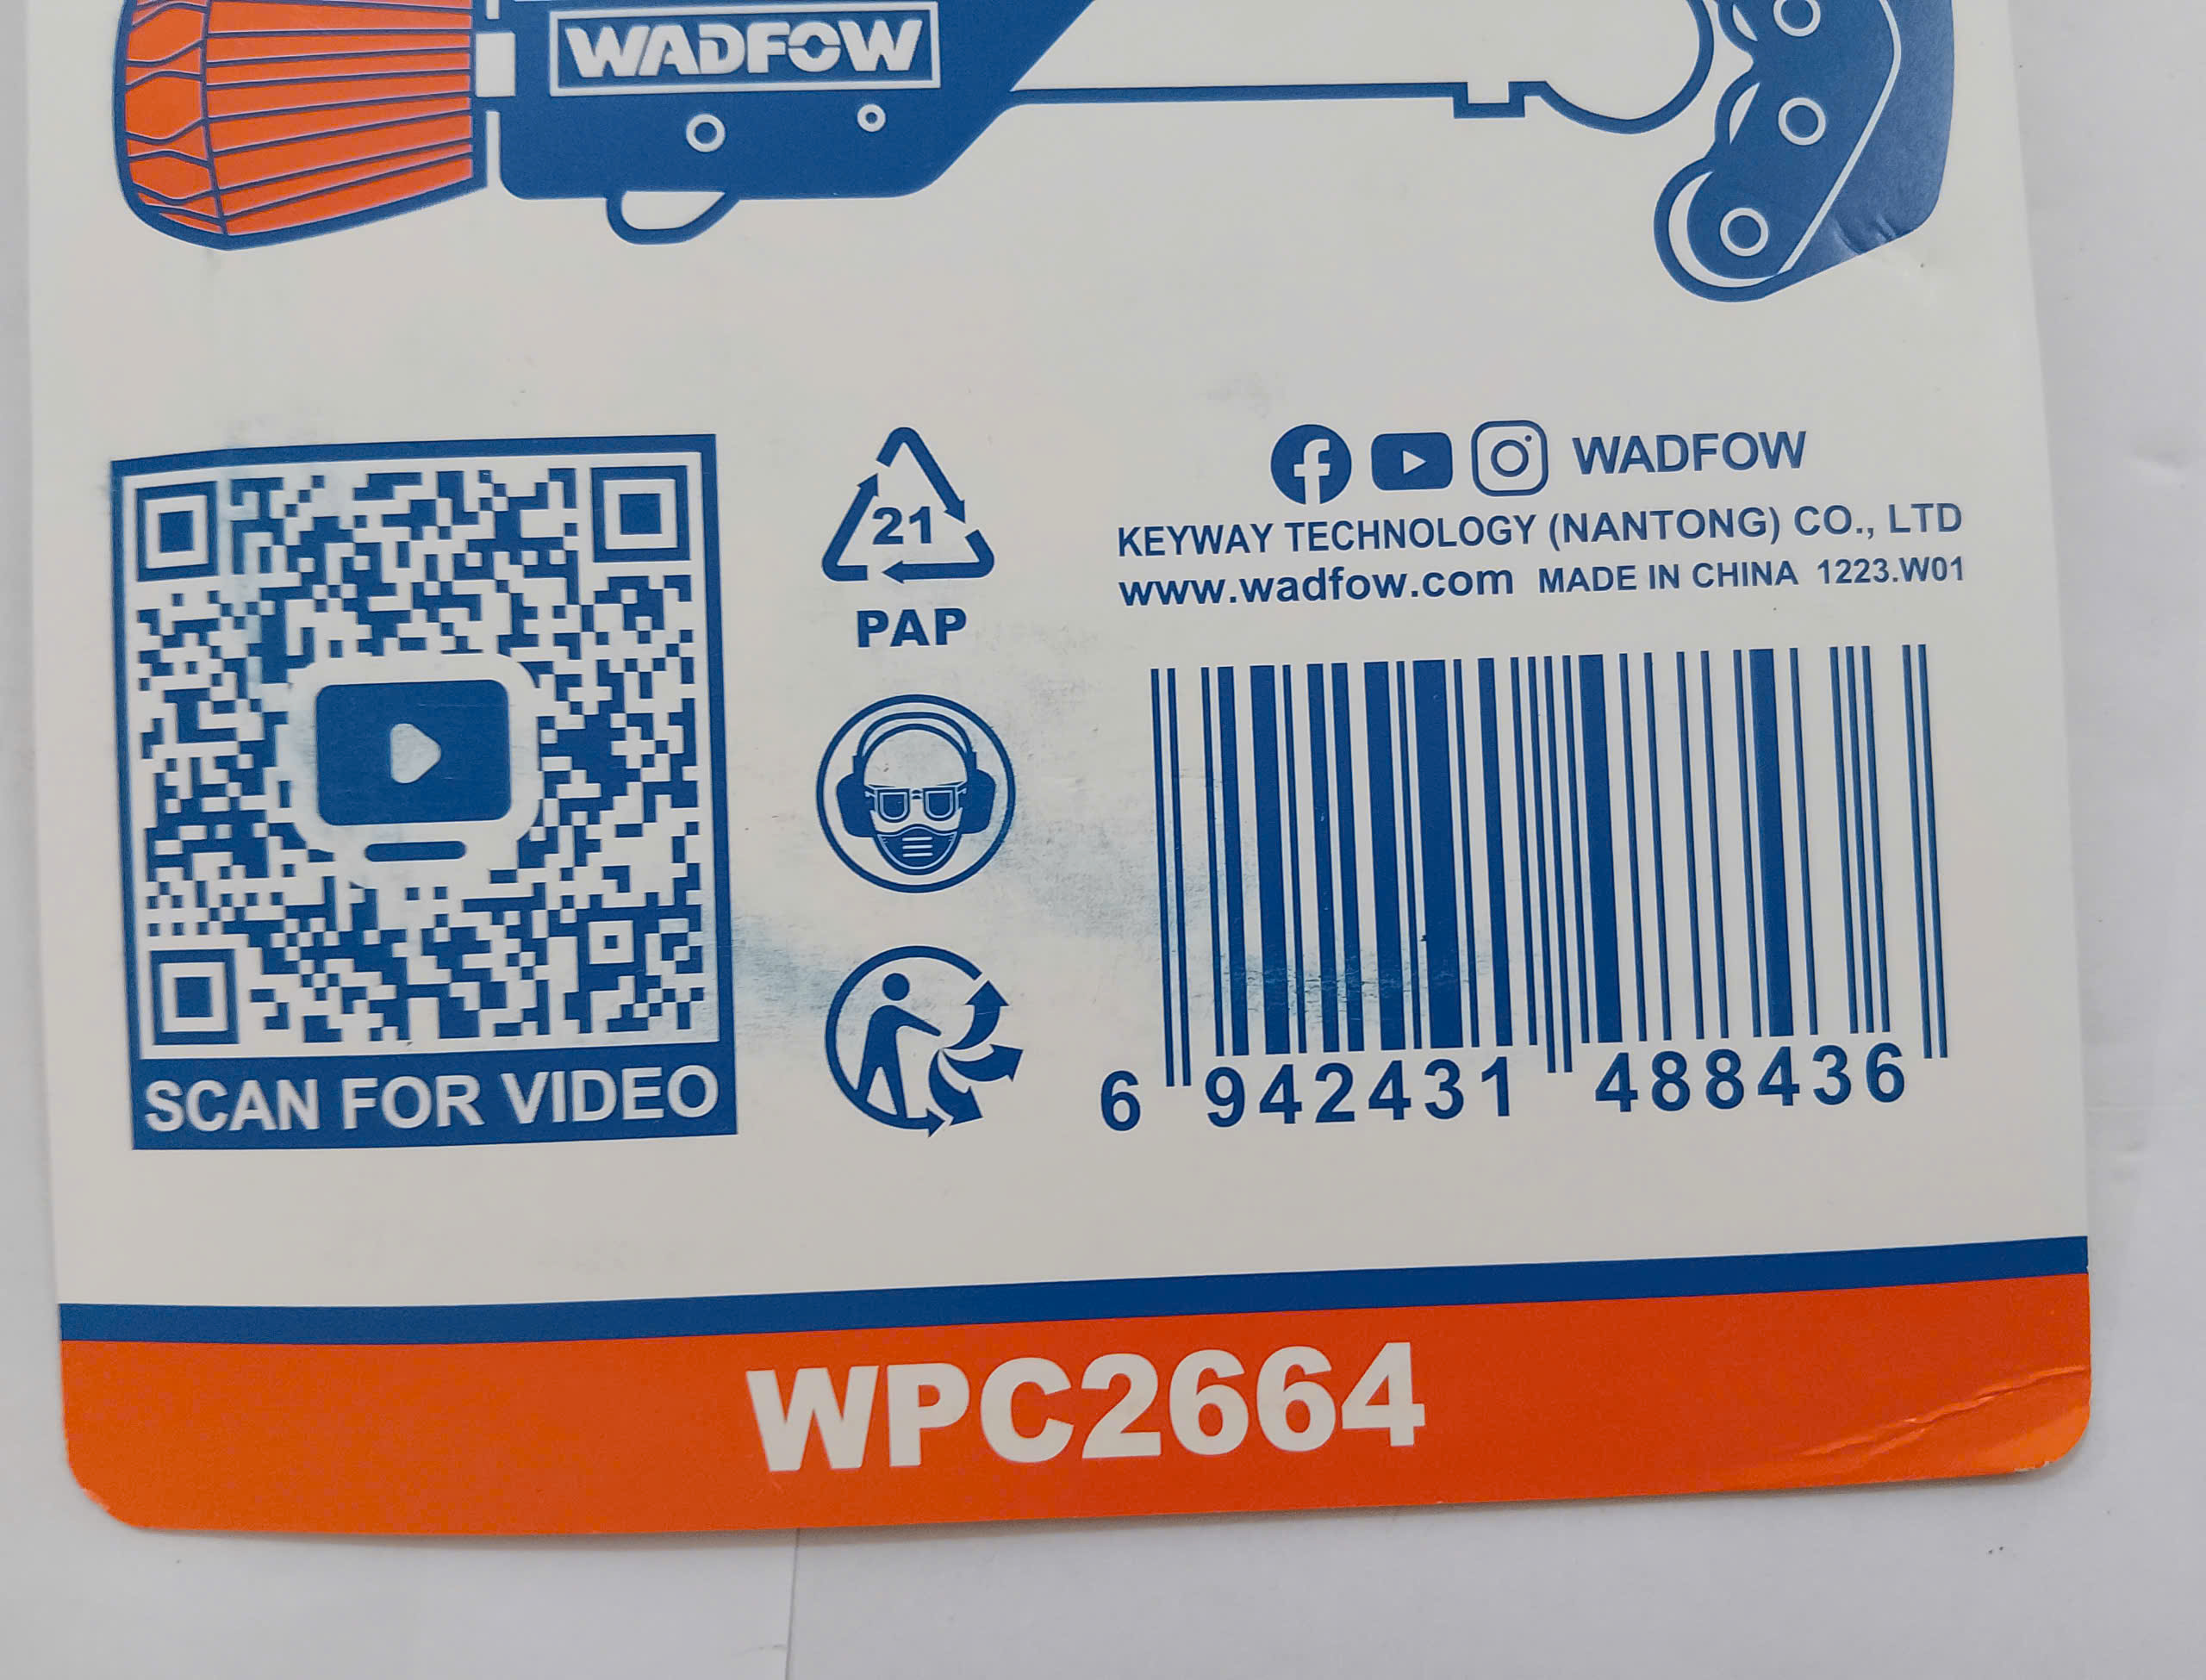 WADFOW
WADFOW
KEYWAY TECHNOLOGY (NANTONG) CO., LTD
www.wadfow.com MADE IN CHINA 1223.W01
21
PAP
6 942431 488436
SCAN FOR VIDEO
WPC2664